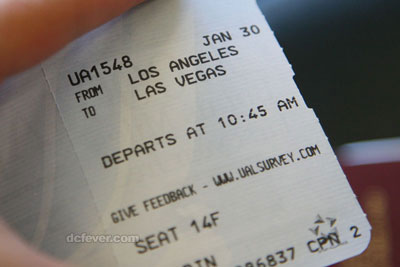 UA1548 JAN 30
FROM LOS ANGELES
TO LAS VEGAS
DEPARTS AT 10:45 AM
GIVE FEEDBACK - WWW.UALSURVEY.COM
dcfever.com
SEAT 14F
86837 CPN 2